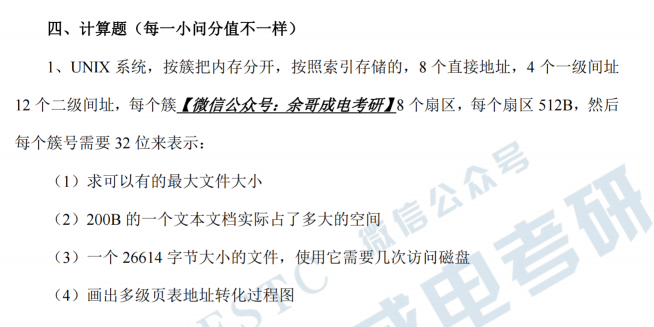 四、计算题（每一小问分值不一样）
1、UNIX 系统，按簇把内存分开，按照索引存储的，8 个直接地址，4 个一级间址
12 个二级间址，每个簇【微信公众号：余哥成电考研】8 个扇区，每个扇区 512B，然后
每个簇号需要 32 位来表示：
（1）求可以有的最大文件大小
（2）200B 的一个文本文档实际占了多大的空间
（3）一个 26614 字节大小的文件，使用它需要几次访问磁盘
（4）画出多级页表地址转化过程图
微信公众号
成电考研
ESTC